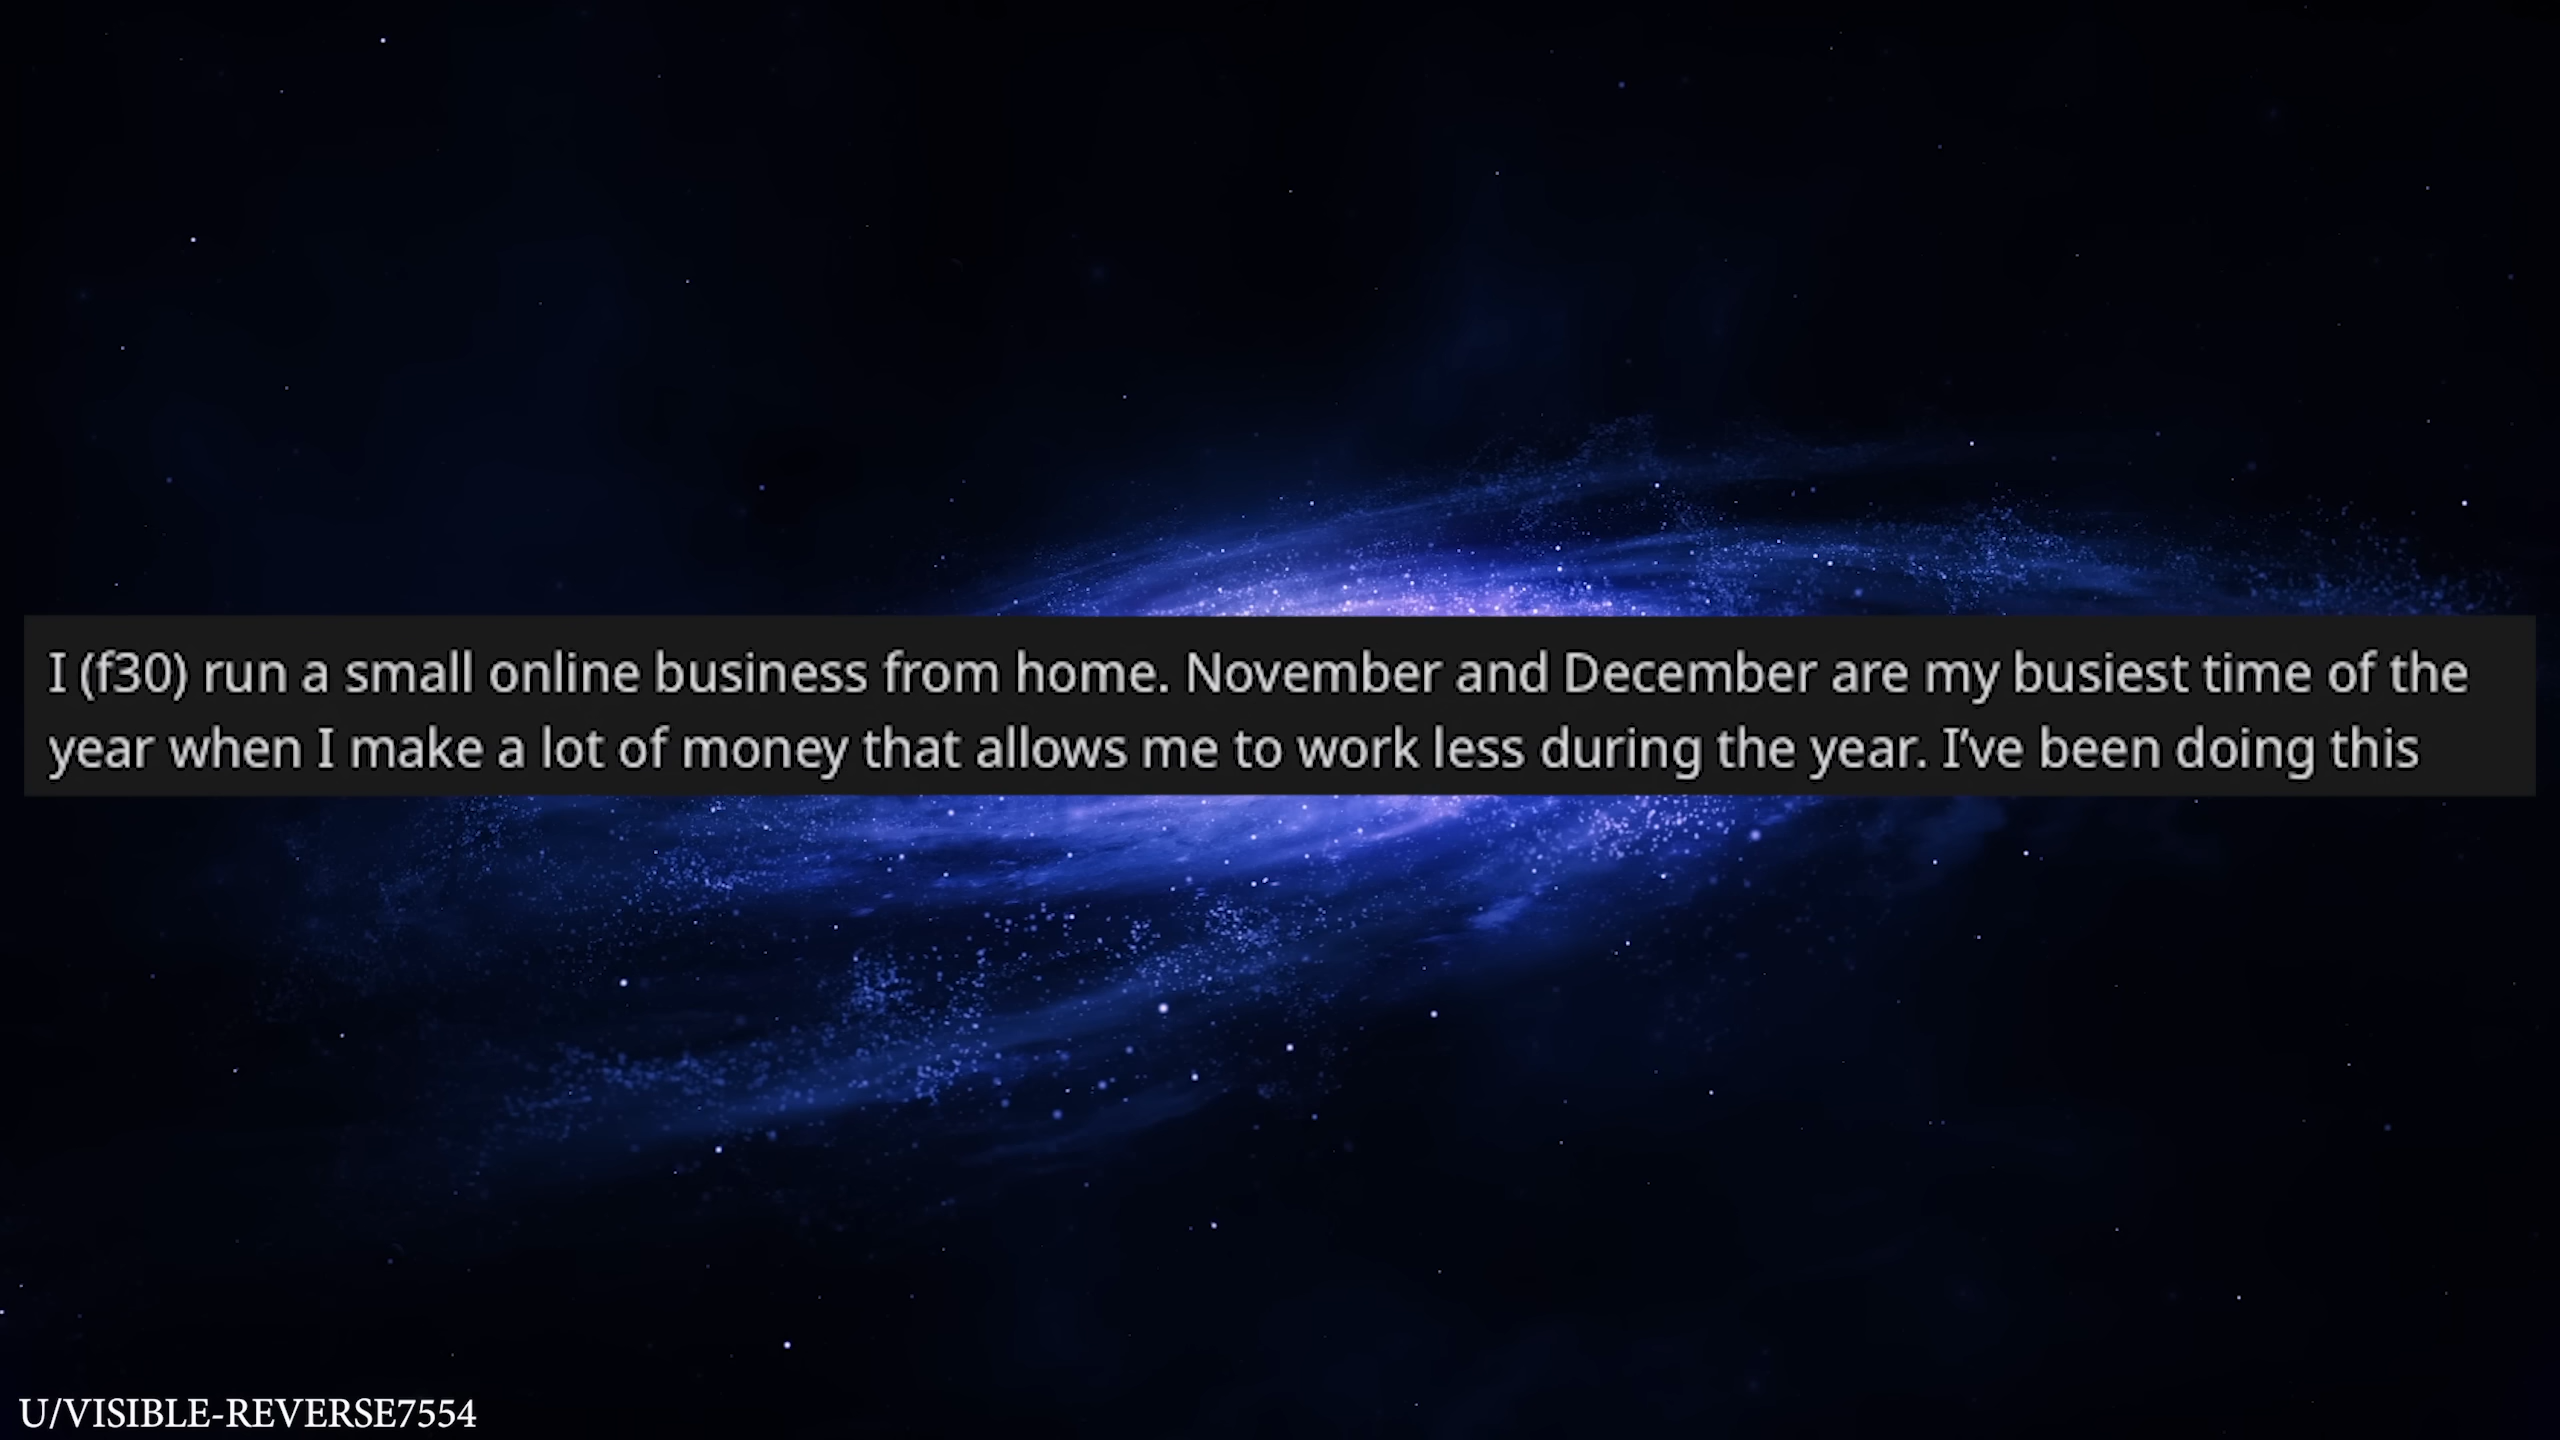 I (f30) run a small online business from home. November and December are my busiest time of the
year when I make a lot of money that allows me to work less during the year. I’ve been doing this
U/VISIBLE-REVERSE7554